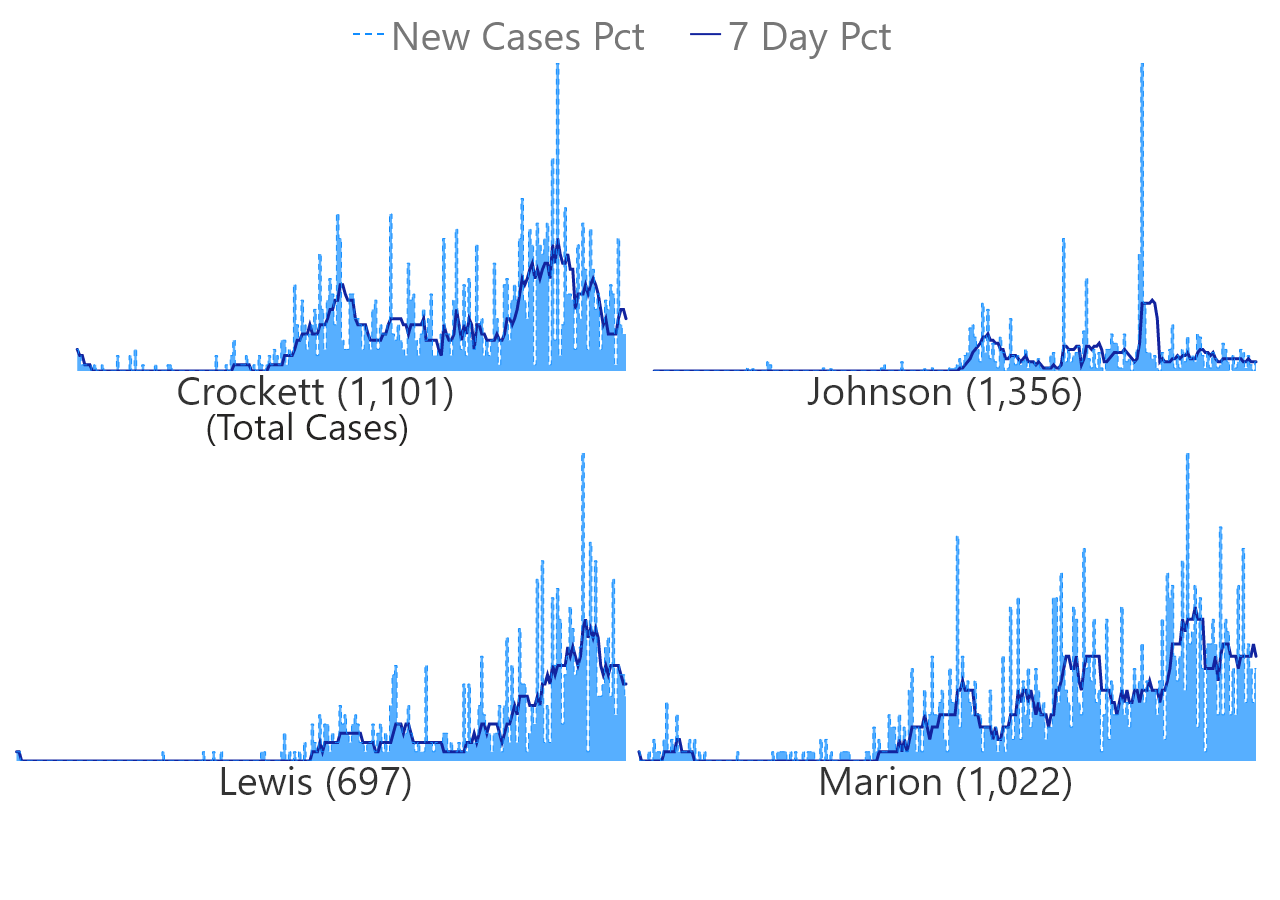 New Cases Pct 7 Day Pct
Crockett (1,101) Johnson (1,356)
(Total Cases)
Lewis (697) Marion (1,022)